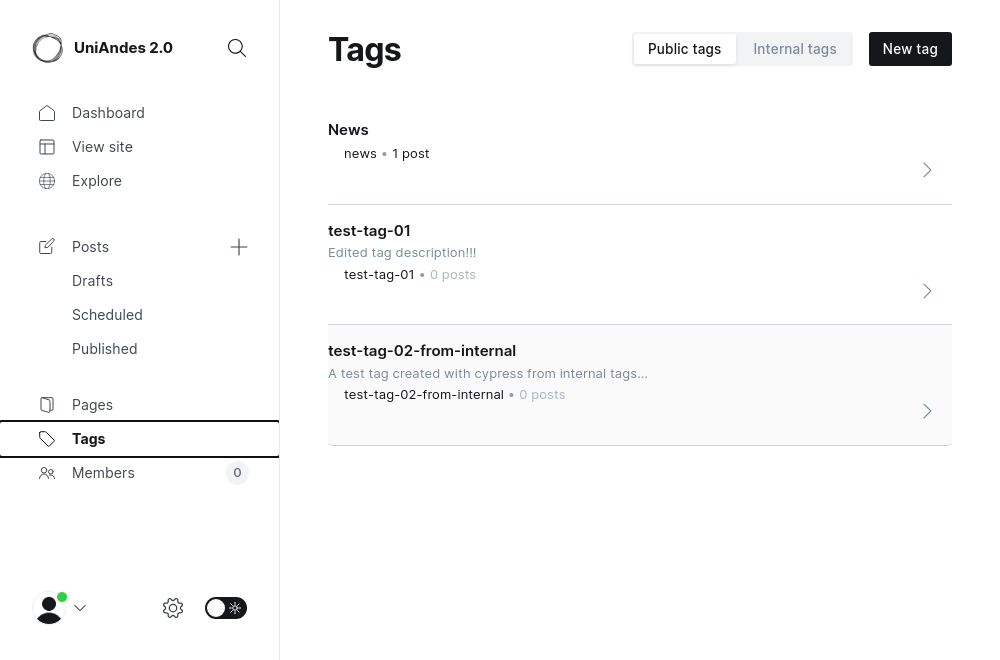 UniAndes 2.0
Dashboard
View site
Explore
Posts
Drafts
Scheduled
Published
Pages
Tags
Members 0
Tags
Public tags Internal tags New tag
News
news • 1 post
test-tag-01
Edited tag description!!!
test-tag-01 • 0 posts
test-tag-02-from-internal
A test tag created with cypress from internal tags...
test-tag-02-from-internal • 0 posts